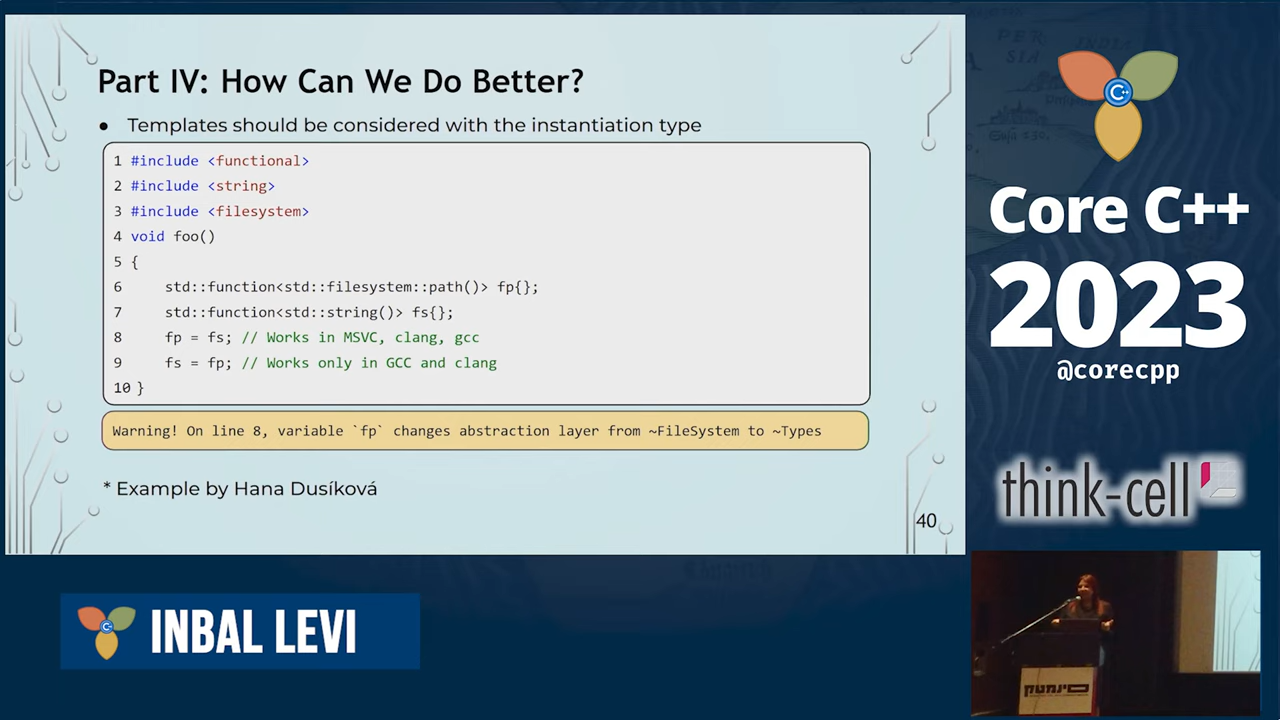 Part IV: How Can We Do Better?
● Templates should be considered with the instantiation type
1 #include <functional>
2 #include <string>
3 #include <filesystem>
4 void foo()
5 {
6 std::function<std::filesystem::path()> fp{};
7 std::function<std::string()> fs{};
8 fp = fs; // Works in MSVC, clang, gcc
9 fs = fp; // Works only in GCC and clang
10 }
Warning! On line 8, variable `fp` changes abstraction layer from ~FileSystem to ~Types
* Example by Hana Dusíková
40
C++
Core C++
2023
@corecpp
think-cell
C++
INBAL LEVI
סינמטק